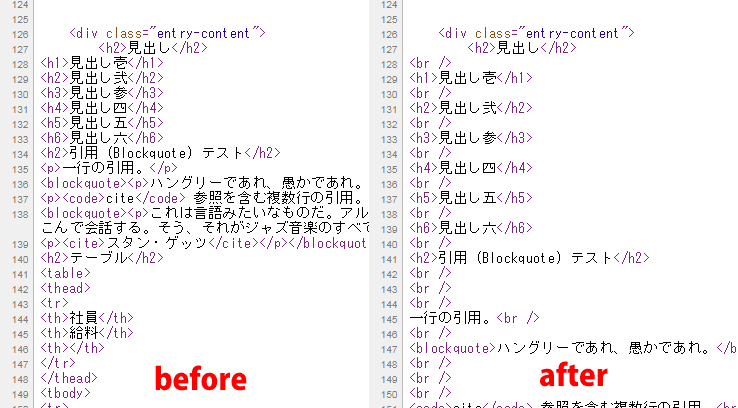 124
125
126 <div class="entry-content">
127 <h2>見出し</h2>
128 <h1>見出し壱</h1>
129 <h2>見出し弐</h2>
130 <h3>見出し参</h3>
131 <h4>見出し四</h4>
132 <h5>見出し五</h5>
133 <h6>見出し六</h6>
134 <h2>引用 (Blockquote) テスト</h2>
135 <p>一行の引用。</p>
136 <blockquote><p>ハングリーであれ、愚かであれ。
137 <p><code>cite</code> 参照を含む複数行の引用。
138 <blockquote><p>これは言語みたいなものだ。アル
こんで会話する。そう、それがジャズ音楽のすべて
139 <p><cite>スタン・ゲッツ</cite></p></blockquot
140 <h2>テーブル</h2>
141 <table>
142 <thead>
143 <tr>
144 <th>社員</th>
145 <th>給料</th>
146 <th></th>
147 </tr>
148 </thead>
149 <tbody>
150 <tr>
before
124
125
126 <div class="entry-content">
127 <h2>見出し</h2>
128 <br />
129 <h1>見出し壱</h1>
130 <br />
131 <h2>見出し弐</h2>
132 <br />
133 <h3>見出し参</h3>
134 <br />
135 <h4>見出し四</h4>
136 <br />
137 <h5>見出し五</h5>
138 <br />
139 <h6>見出し六</h6>
140 <br />
141 <h2>引用 (Blockquote) テスト</h2>
142 <br />
143 <br />
144 <br />
145 一行の引用。<br />
146 <br />
147 <blockquote>ハングリーであれ、愚かであれ。</b
148 <br />
149 <br />
150 <br />
151 <code>cite</code> 参照を含む複数行の引用。<br
after